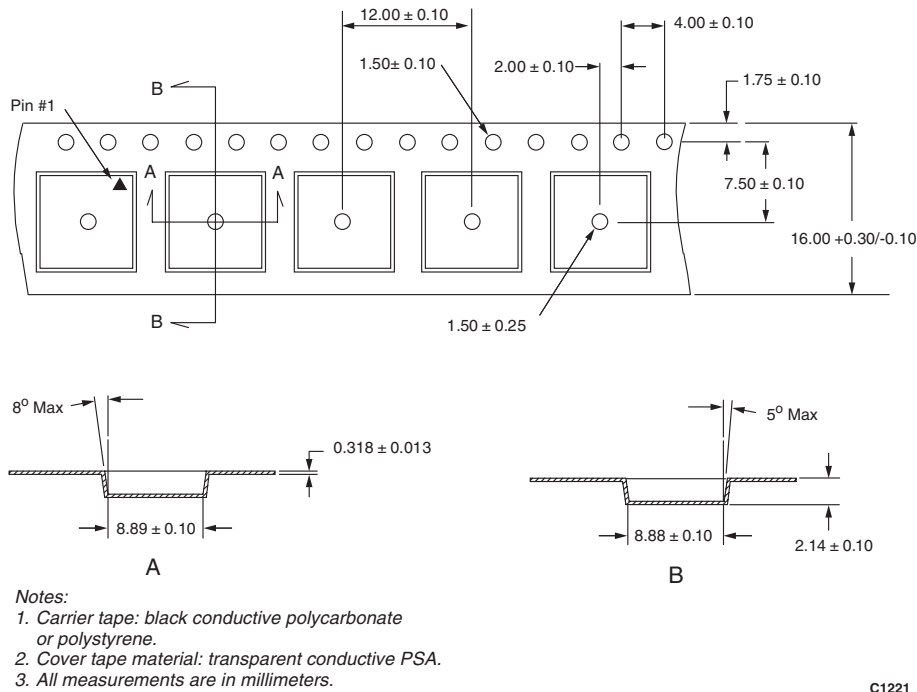 12.00 ± 0.10
4.00 ± 0.10
1.50± 0.10
2.00 ± 0.10
1.75 ± 0.10
B
Pin #1
A
A
7.50 ± 0.10
16.00 +0.30/-0.10
B
1.50 ± 0.25
8º Max
0.318 ± 0.013
5º Max
8.89 ± 0.10
8.88 ± 0.10
2.14 ± 0.10
A
B
Notes:
1. Carrier tape: black conductive polycarbonate
or polystyrene.
2. Cover tape material: transparent conductive PSA.
3. All measurements are in millimeters.
C1221